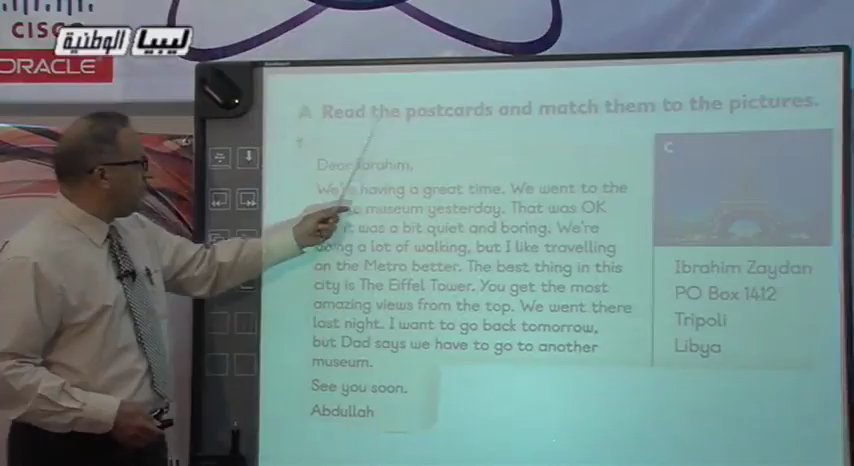 CISCO
ليبيا الوطنية
ORACLE
A Read the postcards and match them to the pictures.
1
Dear Ibrahim,
We're having a great time. We went to the
museum yesterday. That was OK
it was a bit quiet and boring. We're
doing a lot of walking, but I like travelling
on the Metro better. The best thing in this
city is The Eiffel Tower. You get the most
amazing views from the top. We went there
last night. I want to go back tomorrow,
but Dad says we have to go to another
museum.
See you soon.
Abdullah
C
Ibrahim Zaydan
PO Box 1412
Tripoli
Libya